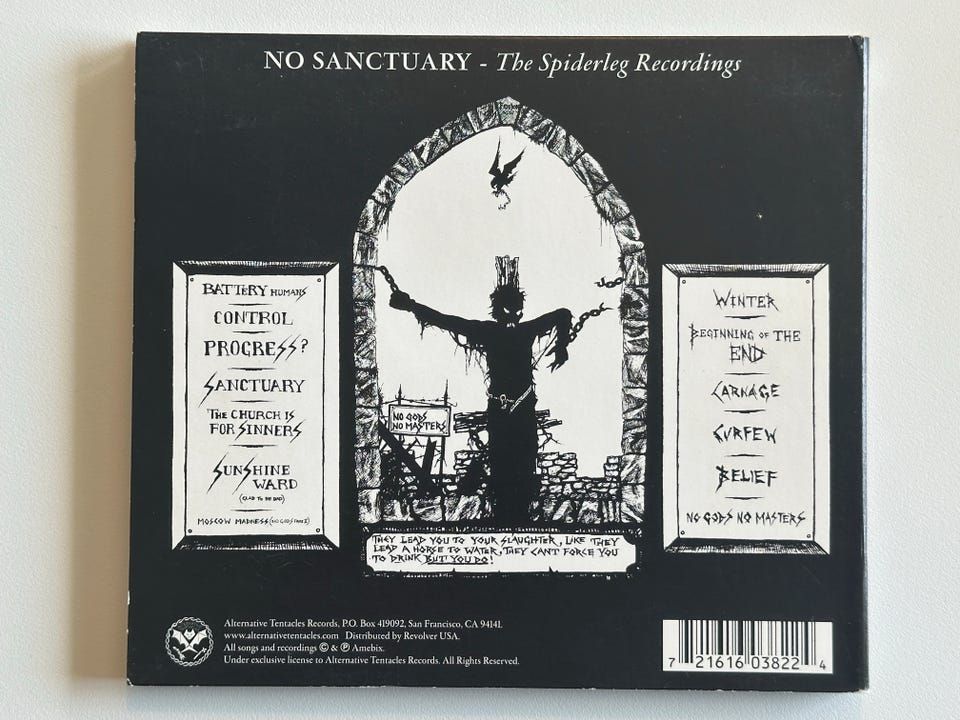 NO SANCTUARY - The Spiderleg Recordings
BATTERY HUMANS
CONTROL
PROGRESS?
SANCTUARY
THE CHURCH IS
FOR SINNERS
SUNSHINE
WARD
(GLAD TO BE BAD)
NO GODS
NO MASTERS
THEY LEAD YOU TO YOUR SLAUGHTER, LIKE THEY
LEAD A HORSE TO WATER, THEY CANT FORCE YOU
TO DRINK BUT YOU DO!
MOSCOW MADNESS
WINTER
BEGINNING OF THE
END
CARNAGE
CURFEW
BELIEF
NO GODS NO MASTERS
Alternative Tentacles Records, P.O. Box 419092, San Francisco, CA 94141.
www.alternativetentacles.com Distributed by Revolver USA.
All songs and recordings © & ℗ Amebix.
Under exclusive license to Alternative Tentacles Records. All Rights Reserved.
7 21616 03822 4